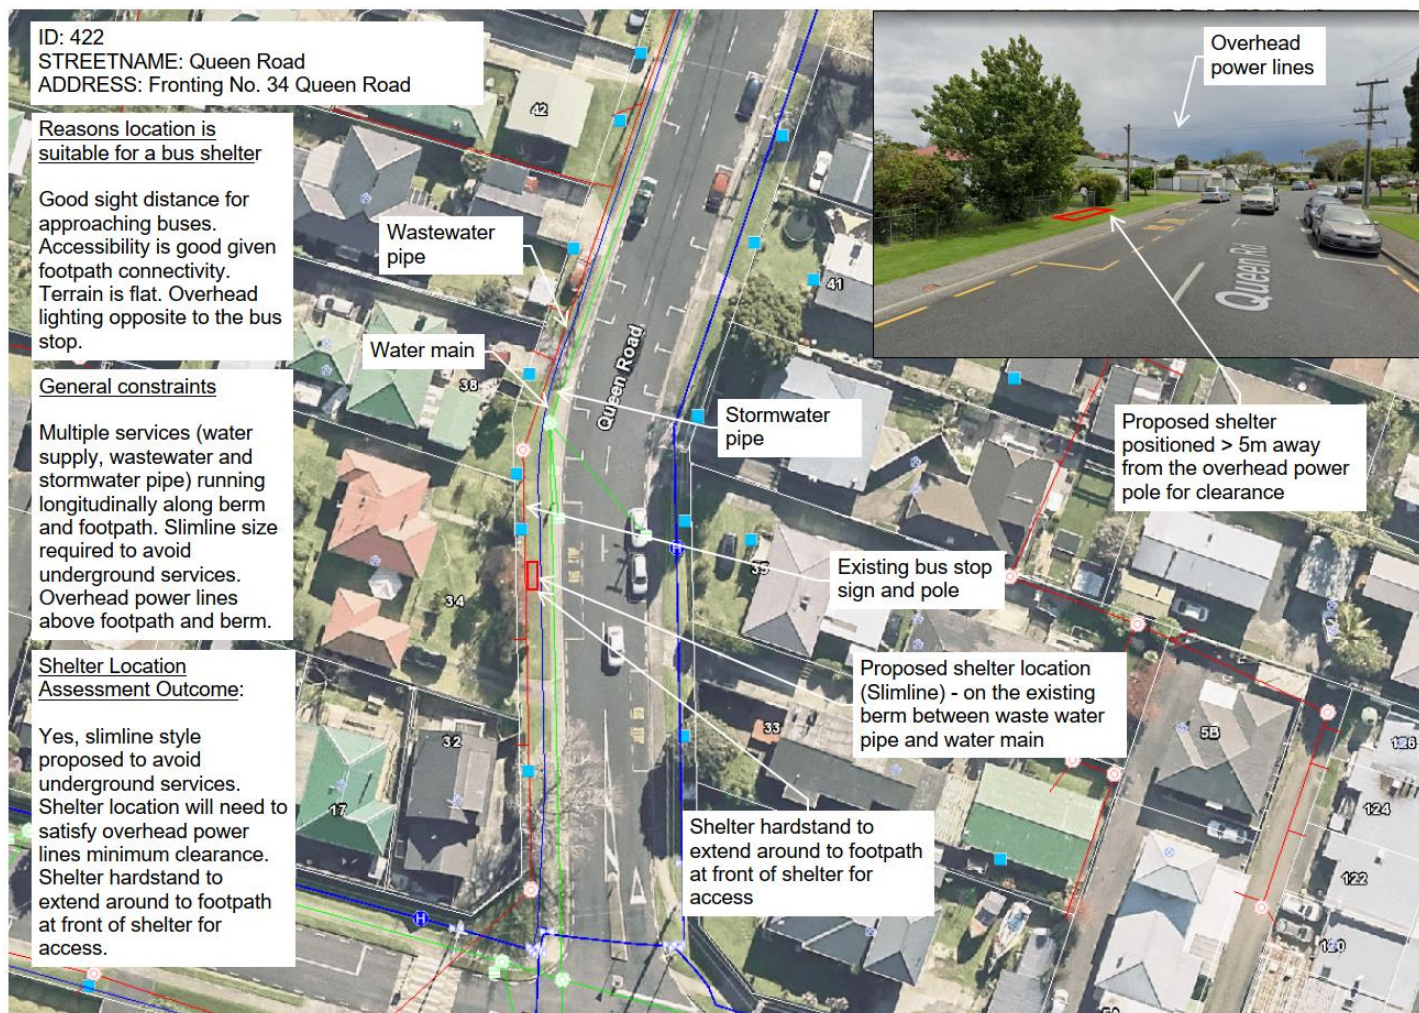 ID: 422
STREETNAME: Queen Road
ADDRESS: Fronting No. 34 Queen Road
Reasons location is
suitable for a bus shelter
Good sight distance for
approaching buses.
Accessibility is good given
footpath connectivity.
Terrain is flat. Overhead
lighting opposite to the bus
stop.
General constraints
Multiple services (water
supply, wastewater and
stormwater pipe) running
longitudinally along berm
and footpath. Slimline size
required to avoid
underground services.
Overhead power lines
above footpath and berm.
Shelter Location
Assessment Outcome:
Yes, slimline style
proposed to avoid
underground services.
Shelter location will need to
satisfy overhead power
lines minimum clearance.
Shelter hardstand to
extend around to footpath
at front of shelter for
access.
Overhead
power lines
Queen Rd
Wastewater
pipe
Water main
Stormwater
pipe
Queen Road
Proposed shelter
positioned > 5m away
from the overhead power
pole for clearance
Existing bus stop
sign and pole
Proposed shelter location
(Slimline) - on the existing
berm between waste water
pipe and water main
Shelter hardstand to
extend around to footpath
at front of shelter for
access
42
41
38
35
34
33
32
17
5B
126
124
122
120
5A
H
H